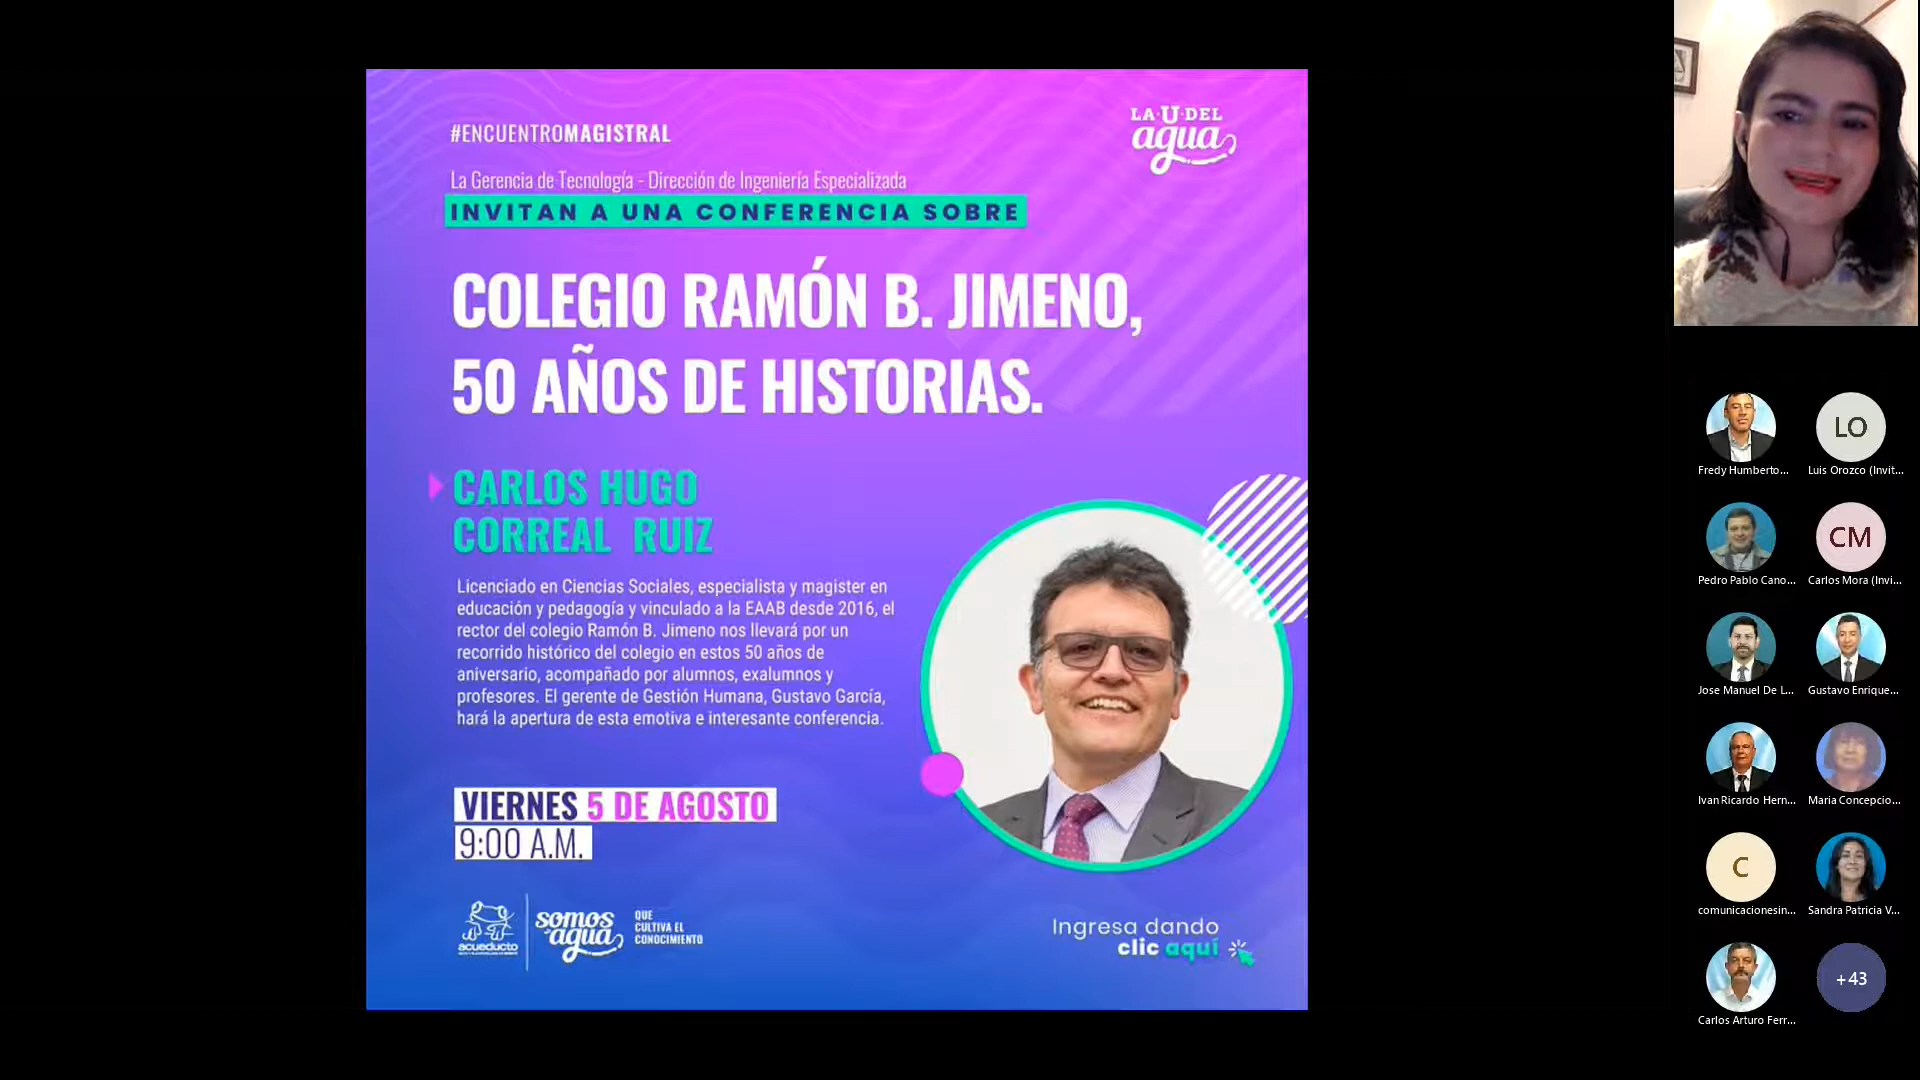 #ENCUENTROMAGISTRAL
LA U DEL
agua
La Gerencia de Tecnología - Dirección de Ingeniería Especializada
INVITAN A UNA CONFERENCIA SOBRE
COLEGIO RAMÓN B. JIMENO,
50 AÑOS DE HISTORIAS.
CARLOS HUGO
CORREAL RUIZ
Licenciado en Ciencias Sociales, especialista y magister en
educación y pedagogía y vinculado a la EAAB desde 2016, el
rector del colegio Ramón B. Jimeno nos llevará por un
recorrido histórico del colegio en estos 50 años de
aniversario, acompañado por alumnos, exalumnos y
profesores. El gerente de Gestión Humana, Gustavo García,
hará la apertura de esta emotiva e interesante conferencia.
VIERNES 5 DE AGOSTO
9:00 A.M.
acueducto
somos
agua
QUE
CULTIVA EL
CONOCIMIENTO
Ingresa dando
clic aquí
Fredy Humberto...
LO
Luis Orozco (Invit...
Pedro Pablo Cano...
CM
Carlos Mora (Invi...
Jose Manuel De L...
Gustavo Enrique...
Ivan Ricardo Hern...
Maria Concepcio...
C
comunicacionesin...
Sandra Patricia V...
Carlos Arturo Ferr...
+43